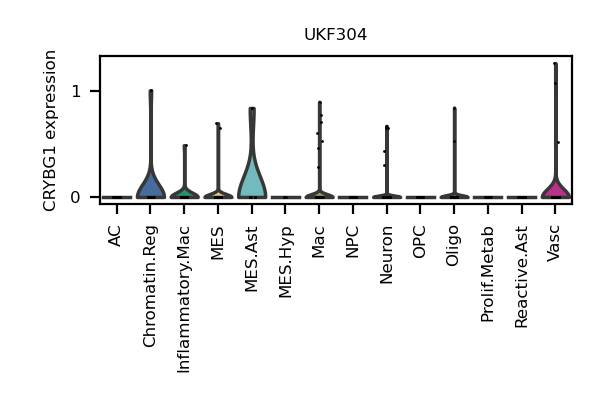 UKF304
CRYBG1 expression
1
0
AC
Chromatin.Reg
Inflammatory.Mac
MES
MES.Ast
MES.Hyp
Mac
NPC
Neuron
OPC
Oligo
Prolif.Metab
Reactive.Ast
Vasc